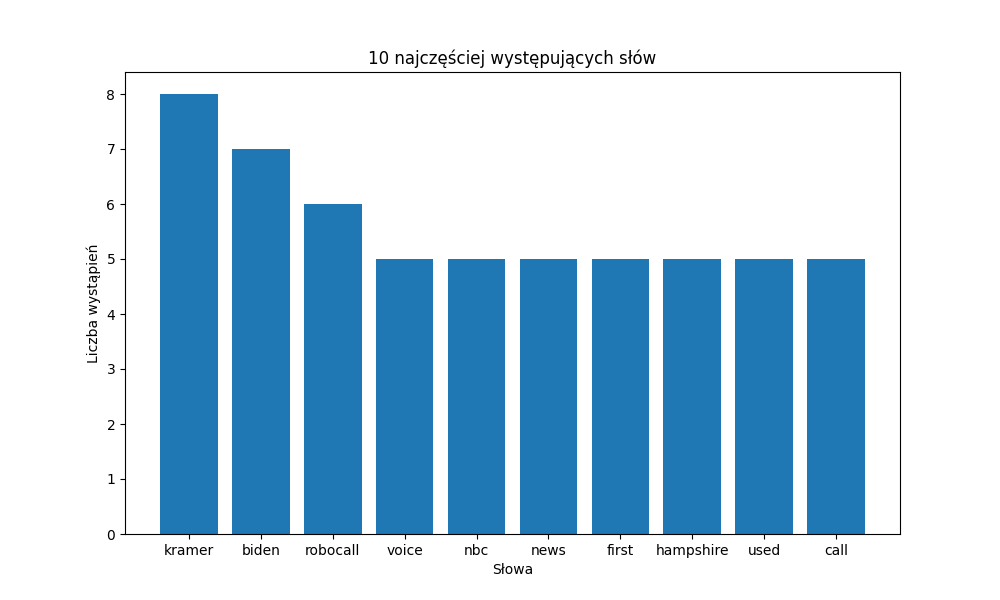 10 najczęściej występujących słów
Liczba wystąpień
8
7
6
5
4
3
2
1
0
kramer biden robocall voice nbc news first hampshire used call
Słowa